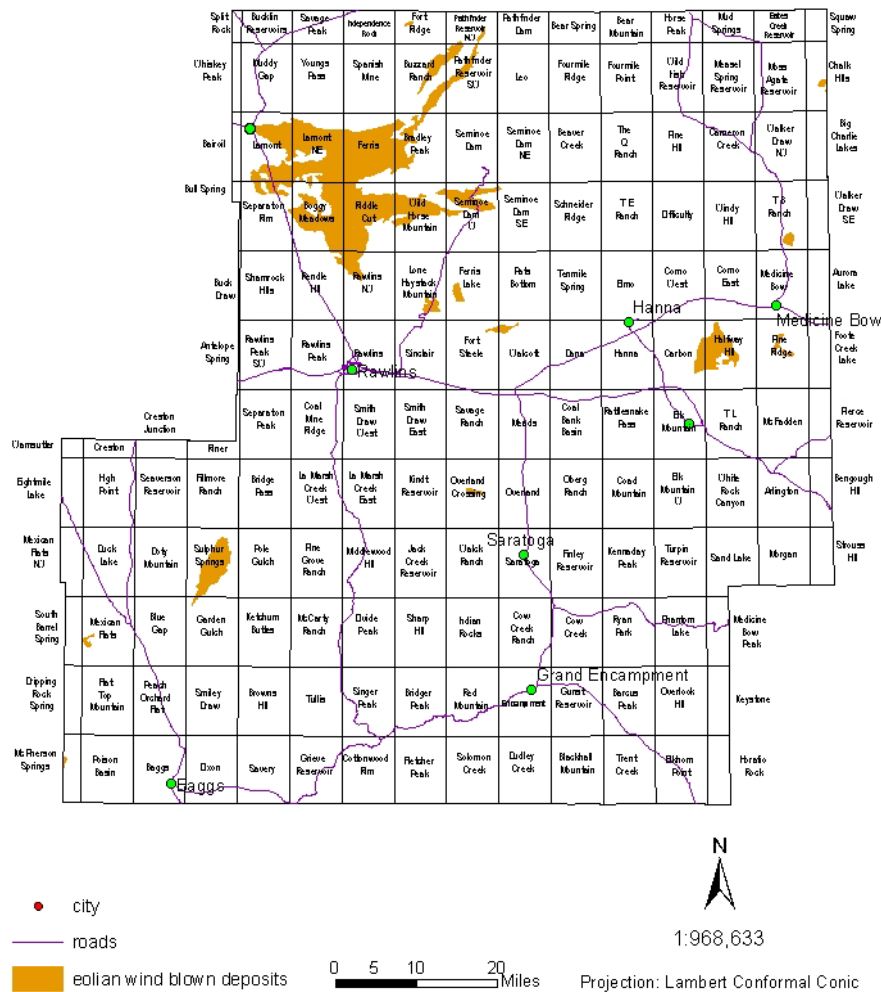 Split Rock
Bucklin Reservoirs
Savage Peak
Independence Rock
Fort Ridge
Pathfinder Reservoir NW
Pathfinder Dam
Bear Spring
Bear Mountain
Horse Peak
Mud Springs
Bates Creek Reservoir
Squaw Spring
Whiskey Peak
Muddy Gap
Youngs Pass
Spanish Mine
Buzzard Ranch
Pathfinder Reservoir SW
Leo
Fourmile Ridge
Fourmile Point
Wild Irish Reservoir
Measel Spring Reservoir
Moss Agate Reservoir
Chalk Hills
Bairoil
Lamont
Lamont NE
Ferris
Bradley Peak
Seminoe Dam
Seminoe Dam NE
Beaver Creek
The Q Ranch
Pine Hill
Cameron Creek
Walker Draw NW
Big Charlie Lakes
Bull Spring
Separation Rim
Boggy Meadows
Riddle Cut
Wild Horse Mountain
Seminoe Dam W
Seminoe Dam SE
Schneider Ridge
T E Ranch
Difficulty
Windy Hill
T B Ranch
Walker Draw SE
Buck Draw
Shamrock Hills
Pendle Hill
Rawlins NW
Lone Haystack Mountain
Ferris Lake
Pats Bottom
Tenmile Spring
Elmo
Como West
Como East
Medicine Bow
Aurora Lake
Hanna
Medicine Bow
Antelope Spring
Rawlins Peak SW
Rawlins Peak
Rawlins
Sinclair
Fort Steele
Walcott
Dana
Hanna
Carbon
Halfway Hill
Pine Ridge
Foote Creek Lake
Rawlins
Creston Junction
Separation Peak
Coal Mine Ridge
Smith Draw West
Smith Draw East
Savage Ranch
Meads
Coal Bank Basin
Rattlesnake Pass
Elk Mountain
T L Ranch
McFadden
Pierce Reservoir
Wamsutter
Creston
Riner
Eightmile Lake
High Point
Seaverson Reservoir
Fillmore Ranch
Bridge Pass
La Marsh Creek West
La Marsh Creek East
Kindt Reservoir
Overland Crossing
Overland
Oberg Ranch
Coad Mountain
Elk Mountain W
White Rock Canyon
Arlington
Bengough Hill
Mexican Flats NW
Duck Lake
Doty Mountain
Sulphur Springs
Pole Gulch
Pine Grove Ranch
Middlewood Hill
Jack Creek Reservoir
Walck Ranch
Saratoga
Saratoga
Finley Reservoir
Kennaday Peak
Turpin Reservoir
Sand Lake
Morgan
Strouss Hill
South Barrel Spring
Mexican Flats
Blue Gap
Garden Gulch
Ketchum Buttes
McCarty Ranch
Divide Peak
Sharp Hill
Indian Rocks
Cow Creek Ranch
Cow Creek
Ryan Park
Phantom Lake
Medicine Bow Peak
Dripping Rock Spring
Flat Top Mountain
Peach Orchard Flat
Smiley Draw
Browns Hill
Tullis
Singer Peak
Bridger Peak
Red Mountain
Grand Encampment
Encampment
Gunst Reservoir
Barcus Peak
Overlook Hill
Keystone
McPherson Springs
Poison Basin
Baggs
Dixon
Savery
Grieve Reservoir
Cottonwood Rim
Fletcher Peak
Solomon Creek
Dudley Creek
Blackhall Mountain
Trent Creek
Elkhorn Point
Horatio Rock
Baggs
N
city
roads
eolian wind blown deposits
0 5 10 20
Miles
1:968,633
Projection: Lambert Conformal Conic